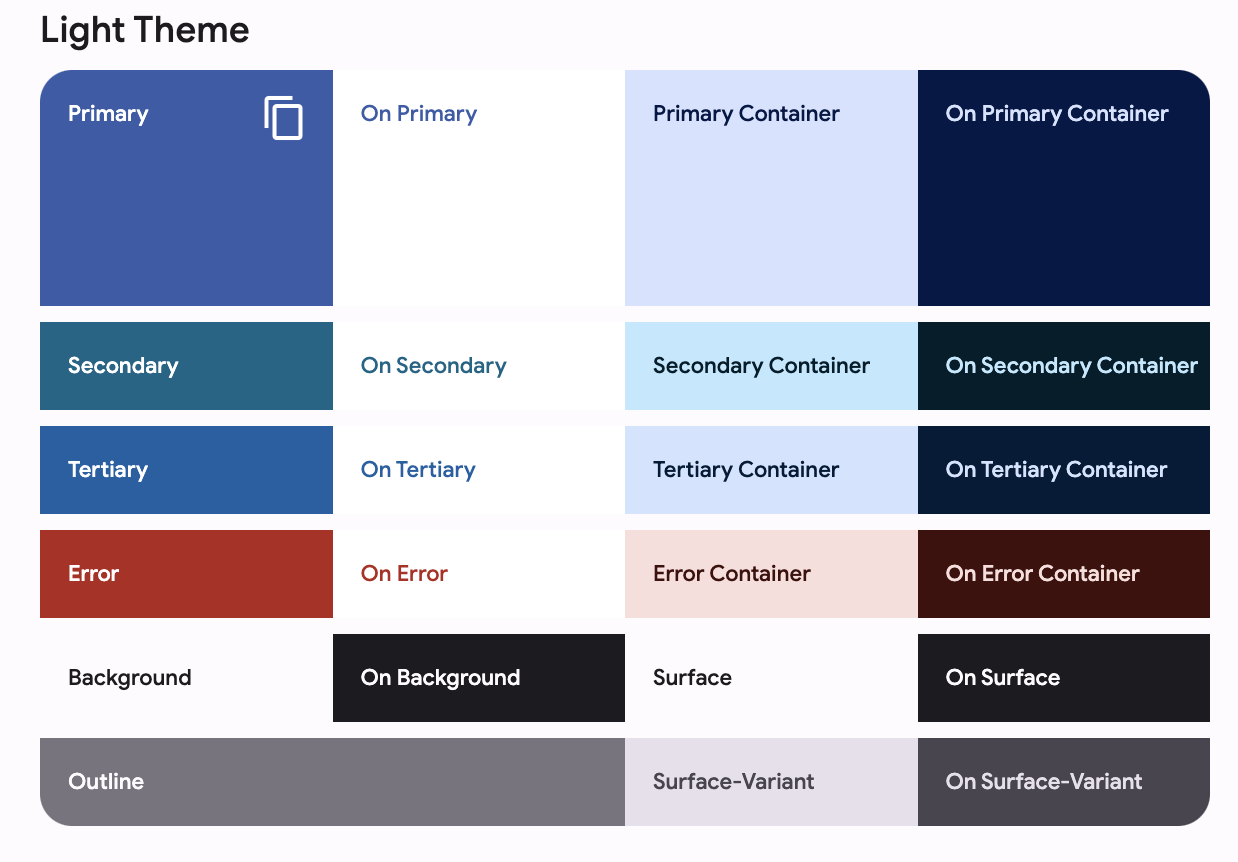 Light Theme
Primary
On Primary
Primary Container
On Primary Container
Secondary
On Secondary
Secondary Container
On Secondary Container
Tertiary
On Tertiary
Tertiary Container
On Tertiary Container
Error
On Error
Error Container
On Error Container
Background
On Background
Surface
On Surface
Outline
Surface-Variant
On Surface-Variant